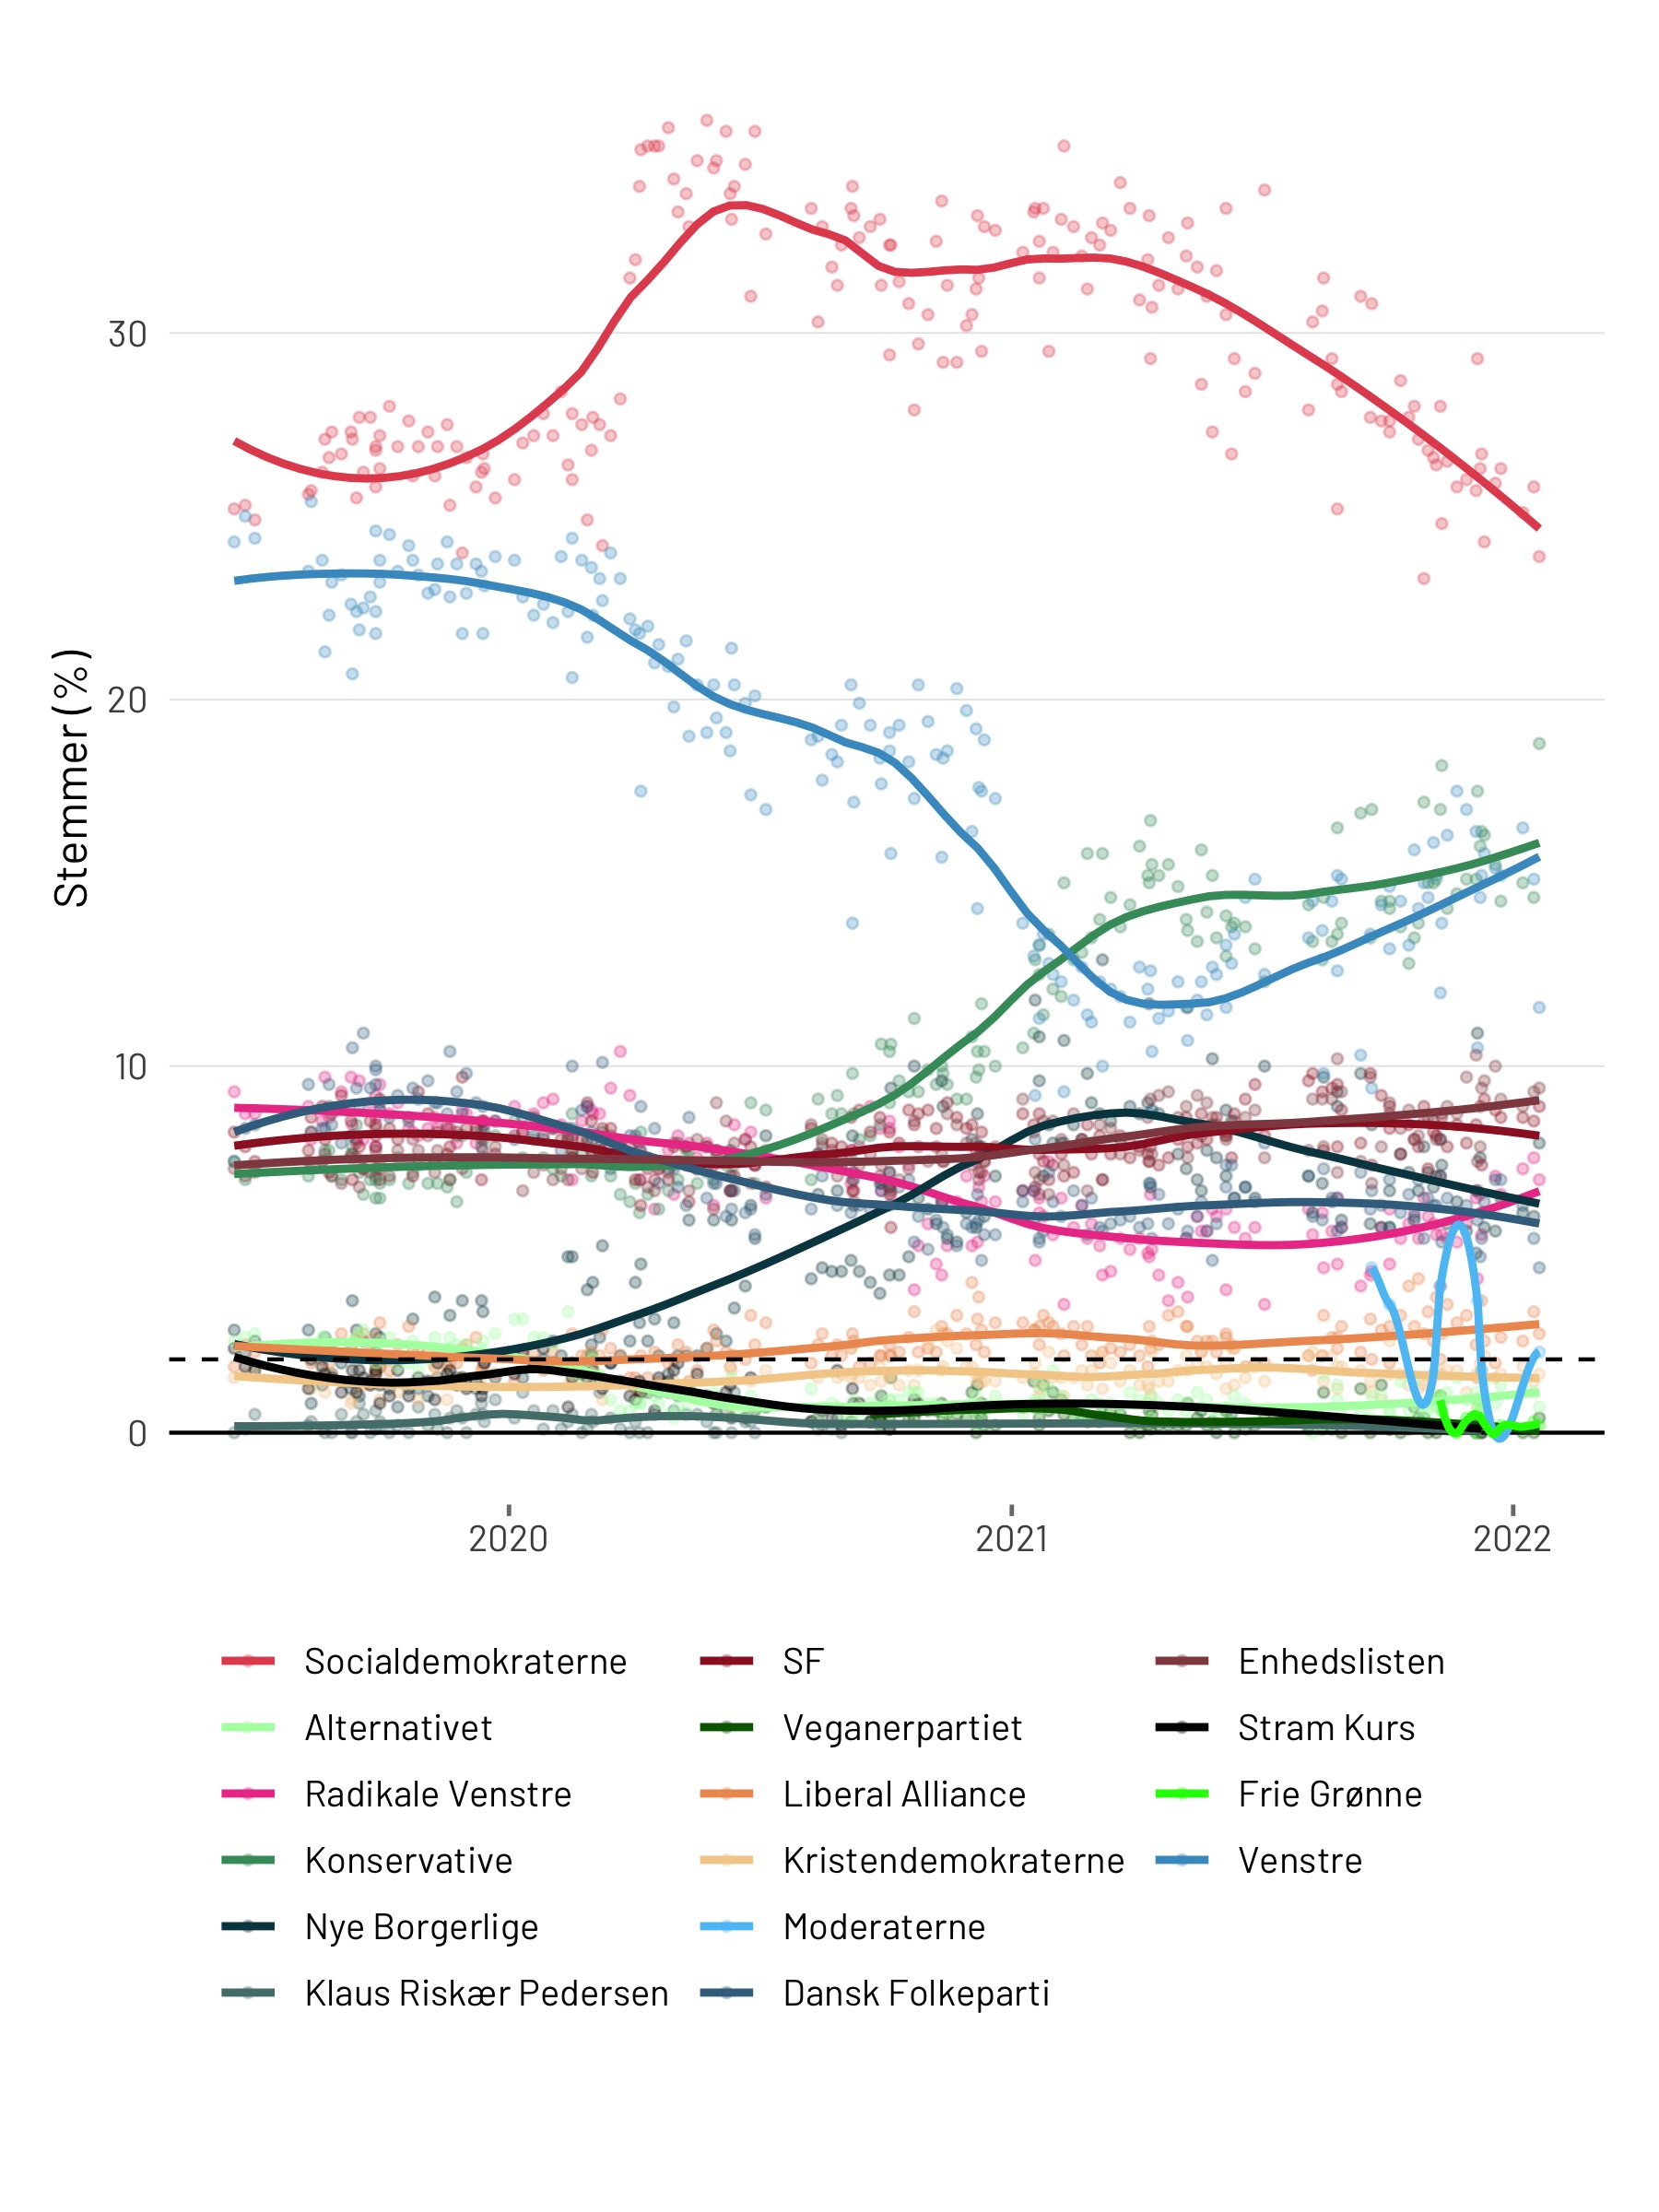 Stemmer (%)
30
20
10
0
2020 2021 2022
Socialdemokraterne SF Enhedslisten
Alternativet Veganerpartiet Stram Kurs
Radikale Venstre Liberal Alliance Frie Grønne
Konservative Kristendemokraterne Venstre
Nye Borgerlige Moderaterne
Klaus Riskær Pedersen Dansk Folkeparti